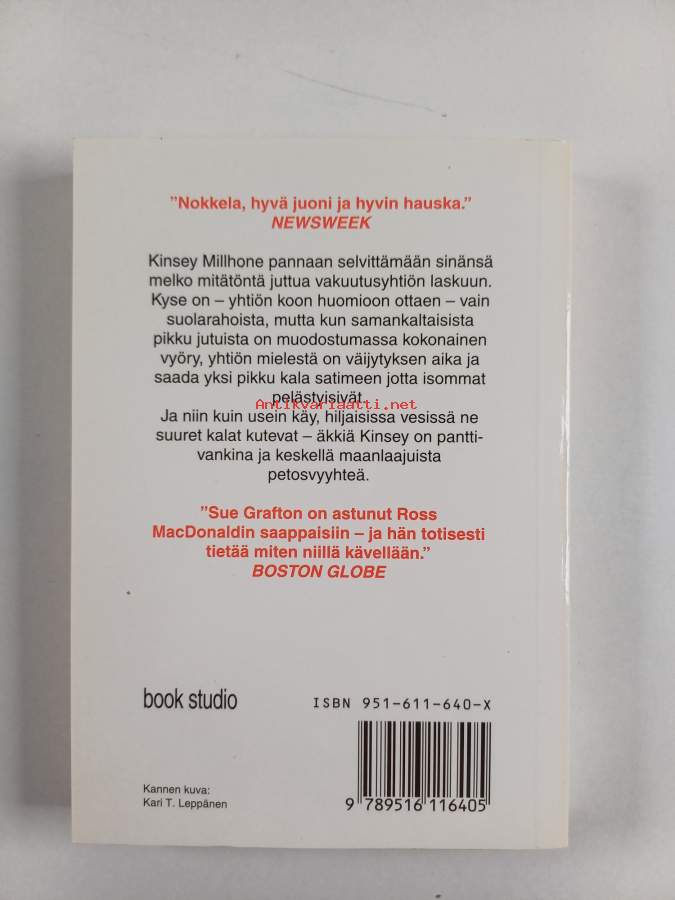 ”Nokkela, hyvä juoni ja hyvin hauska.”
NEWSWEEK
Kinsey Millhone pannaan selvittämään sinänsä
melko mitätöntä juttua vakuutusyhtiön laskuun.
Kyse on – yhtiön koon huomioon ottaen – vain
suolarahoista, mutta kun samankaltaisista
pikku jutuista on muodostumassa kokonainen
vyöry, yhtiön mielestä on väijytyksen aika ja
saada yksi pikku kala satimeen jotta isommat
pelästyisivät.
Antikvariaatti.net
Ja niin kuin usein käy, hiljaisissa vesissä ne
suuret kalat kutevat – äkkiä Kinsey on pantti-
vankina ja keskellä maanlaajuista
petosvyyhteä.
”Sue Grafton on astunut Ross
MacDonaldin saappaisiin – ja hän totisesti
tietää miten niillä kävellään.”
BOSTON GLOBE
book studio
ISBN 951-611-640-X
Kannen kuva:
Kari T. Leppänen
9 789516 116405